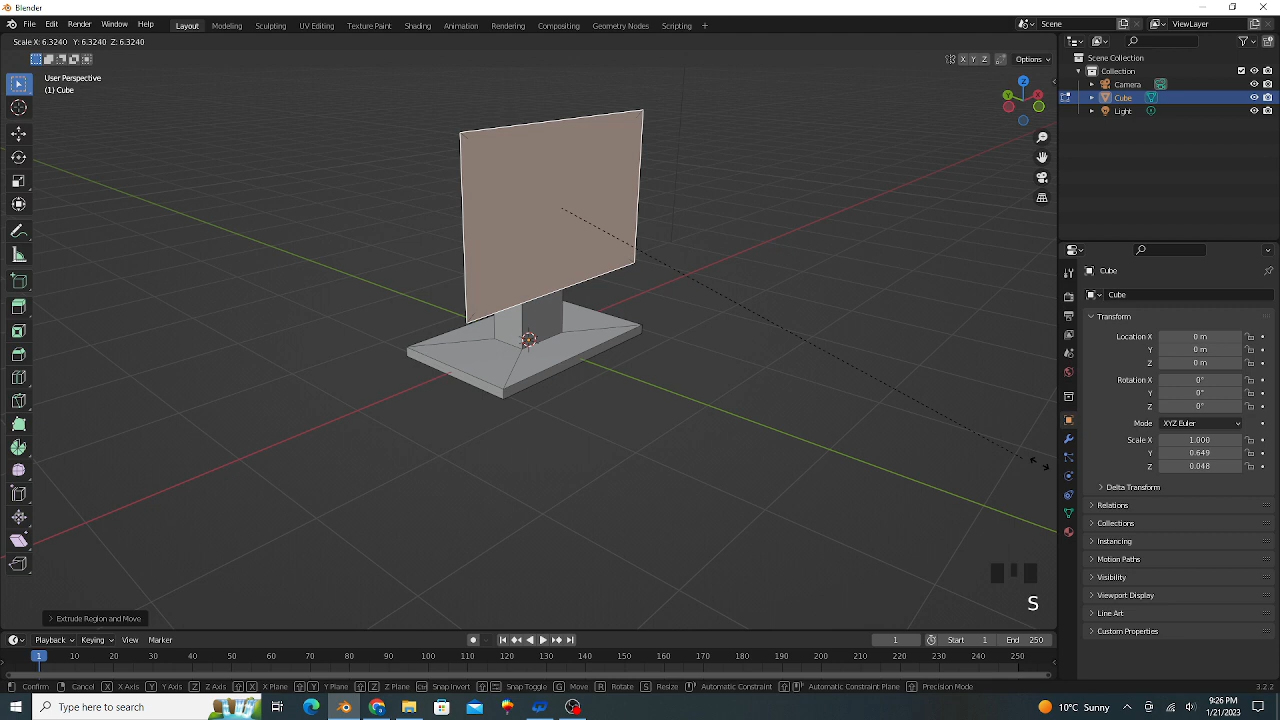 Blender
File Edit Render Window Help Layout Modeling Sculpting UV Editing Texture Paint Shading Animation Rendering Compositing Geometry Nodes Scripting + Scene ViewLayer
Scale X: 6.3240 Y: 6.3240 Z: 6.3240
X Y Z Options
User Perspective
(1) Cube
Scene Collection
Collection
Camera
Cube
Light
Z
Y
X
Cube
Cube
Transform
Location X 0 m
Y 0 m
Z 0 m
Rotation X 0°
Y 0°
Z 0°
Mode XYZ Euler
Scale X 1.000
Y 0.649
Z 0.048
Delta Transform
Relations
Collections
Instancing
Motion Paths
Visibility
Viewport Display
Line Art
Custom Properties
S
Extrude Region and Move
Playback Keying View Marker 1 Start 1 End 250
1 10 20 30 40 50 60 70 80 90 100 110 120 130 140 150 160 170 180 190 200 210 220 230 240 250
Confirm Cancel X X Axis Y Y Axis Z Z Axis X X Plane Y Y Plane Z Z Plane Ctrl Snap Invert Snap Toggle G Move R Rotate S Resize Automatic Constraint Automatic Constraint Plane Precision Mode 3.2.2
Type here to search
10°C Sunny
9:26 PM
1/21/2023